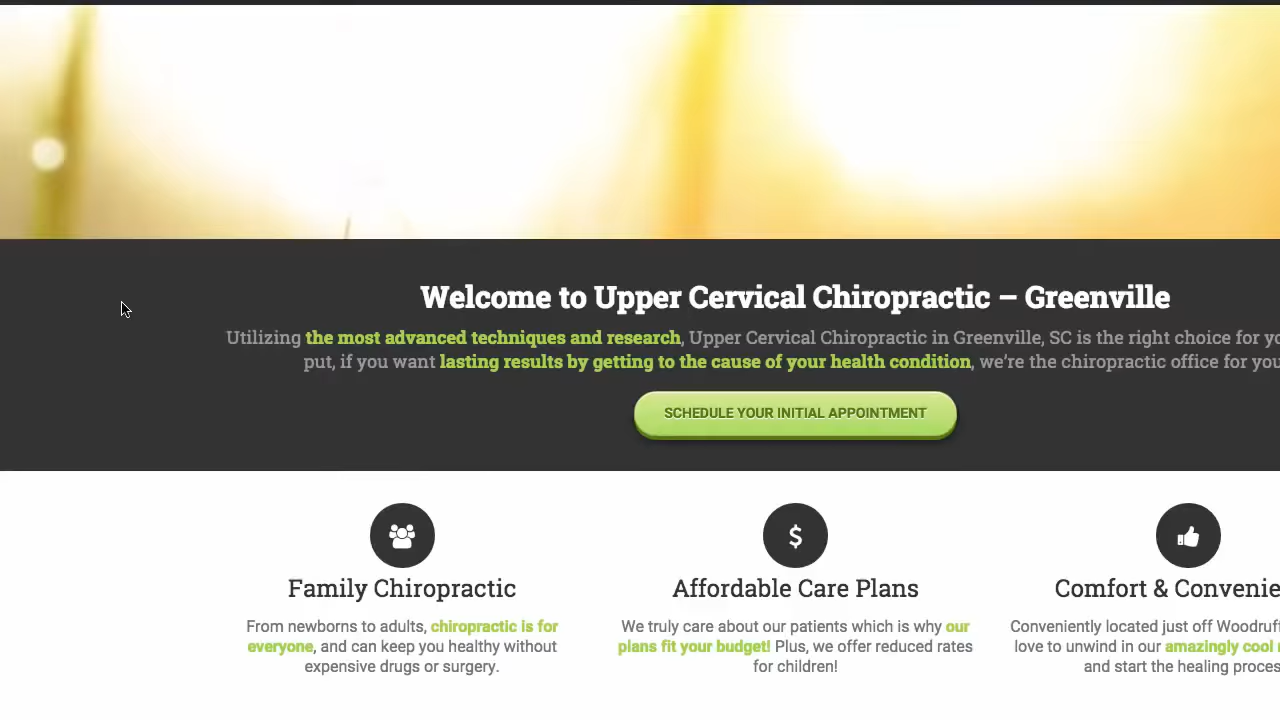 Welcome to Upper Cervical Chiropractic – Greenville
Utilizing the most advanced techniques and research, Upper Cervical Chiropractic in Greenville, SC is the right choice for
put, if you want lasting results by getting to the cause of your health condition, we're the chiropractic office for you
SCHEDULE YOUR INITIAL APPOINTMENT
Family Chiropractic
From newborns to adults, chiropractic is for
everyone, and can keep you healthy without
expensive drugs or surgery.
Affordable Care Plans
We truly care about our patients which is why our
plans fit your budget! Plus, we offer reduced rates
for children!
Comfort &
Conveniently located just off
love to unwind in our amazingly cool
and start the healing